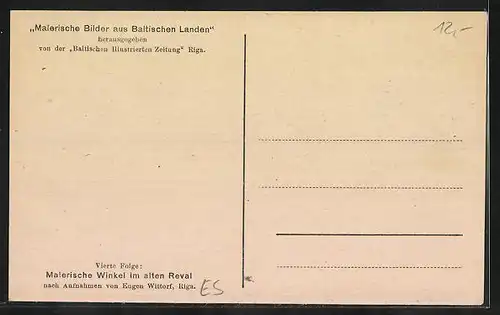 „Malerische Bilder aus Baltischen Landen“
herausgegeben
von der „Baltischen Illustrierten Zeitung“ Riga.
12,-
Vierte Folge:
Malerische Winkel im alten Reval
nach Aufnahmen von Eugen Wittorf, Riga.
ES